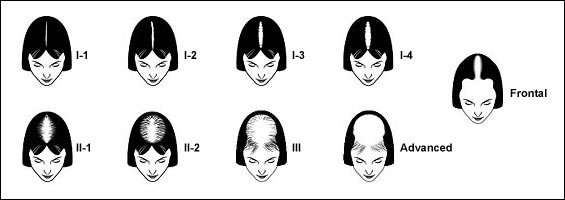 I-1
I-2
I-3
I-4
Frontal
II-1
II-2
III
Advanced